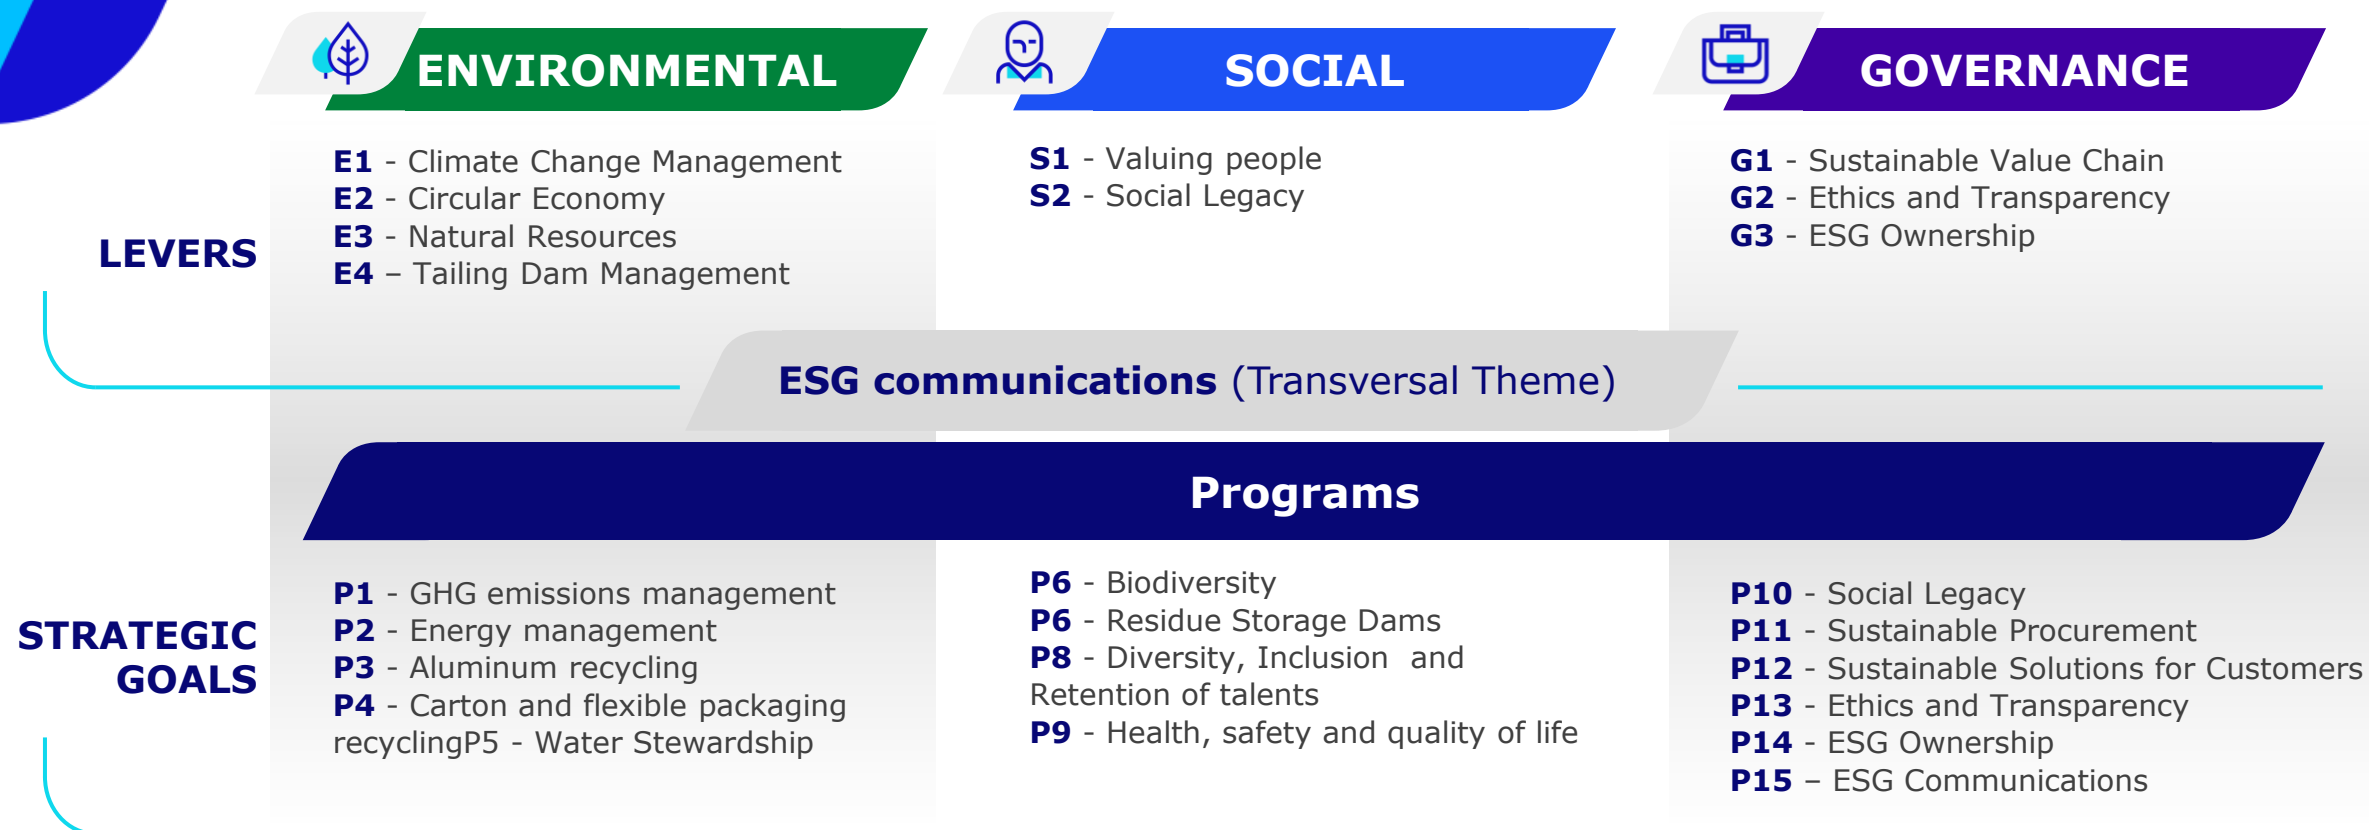 ENVIRONMENTAL
SOCIAL
GOVERNANCE
LEVERS
E1 - Climate Change Management
E2 - Circular Economy
E3 - Natural Resources
E4 – Tailing Dam Management
S1 - Valuing people
S2 - Social Legacy
G1 - Sustainable Value Chain
G2 - Ethics and Transparency
G3 - ESG Ownership
ESG communications (Transversal Theme)
Programs
STRATEGIC
GOALS
P1 - GHG emissions management
P2 - Energy management
P3 - Aluminum recycling
P4 - Carton and flexible packaging
recyclingP5 - Water Stewardship
P6 - Biodiversity
P6 - Residue Storage Dams
P8 - Diversity, Inclusion  and
Retention of talents
P9 - Health, safety and quality of life
P10 - Social Legacy
P11 - Sustainable Procurement
P12 - Sustainable Solutions for Customers
P13 - Ethics and Transparency
P14 - ESG Ownership
P15 – ESG Communications